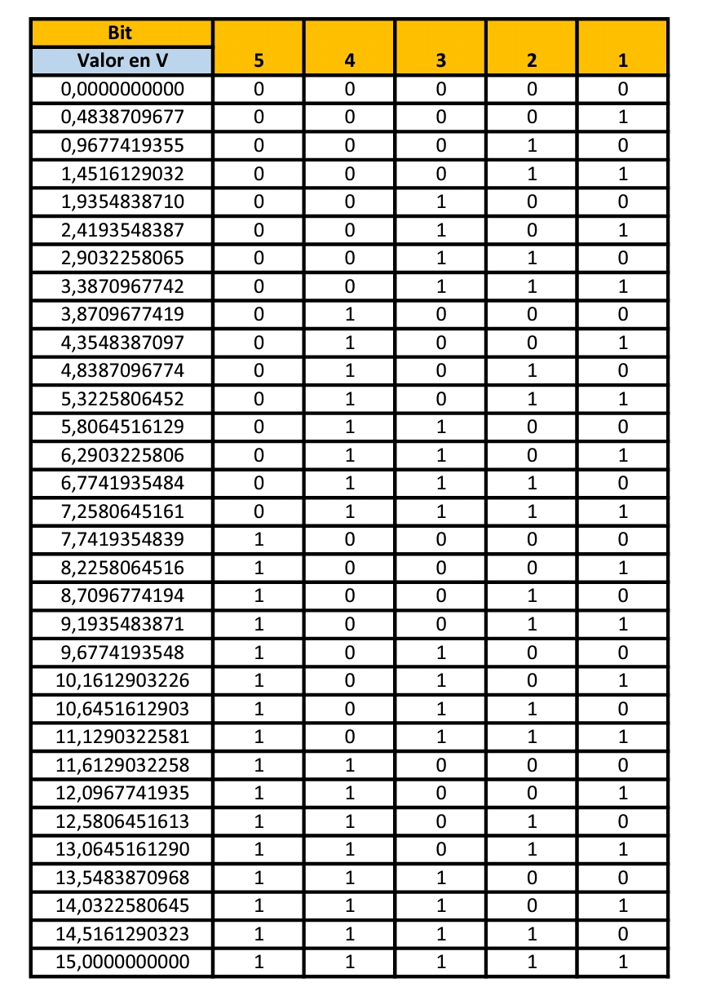 Bit
Valor en V 5 4 3 2 1
0,0000000000 0 0 0 0 0
0,4838709677 0 0 0 0 1
0,9677419355 0 0 0 1 0
1,4516129032 0 0 0 1 1
1,9354838710 0 0 1 0 0
2,4193548387 0 0 1 0 1
2,9032258065 0 0 1 1 0
3,3870967742 0 0 1 1 1
3,8709677419 0 1 0 0 0
4,3548387097 0 1 0 0 1
4,8387096774 0 1 0 1 0
5,3225806452 0 1 0 1 1
5,8064516129 0 1 1 0 0
6,2903225806 0 1 1 0 1
6,7741935484 0 1 1 1 0
7,2580645161 0 1 1 1 1
7,7419354839 1 0 0 0 0
8,2258064516 1 0 0 0 1
8,7096774194 1 0 0 1 0
9,1935483871 1 0 0 1 1
9,6774193548 1 0 1 0 0
10,1612903226 1 0 1 0 1
10,6451612903 1 0 1 1 0
11,1290322581 1 0 1 1 1
11,6129032258 1 1 0 0 0
12,0967741935 1 1 0 0 1
12,5806451613 1 1 0 1 0
13,0645161290 1 1 0 1 1
13,5483870968 1 1 1 0 0
14,0322580645 1 1 1 0 1
14,5161290323 1 1 1 1 0
15,0000000000 1 1 1 1 1